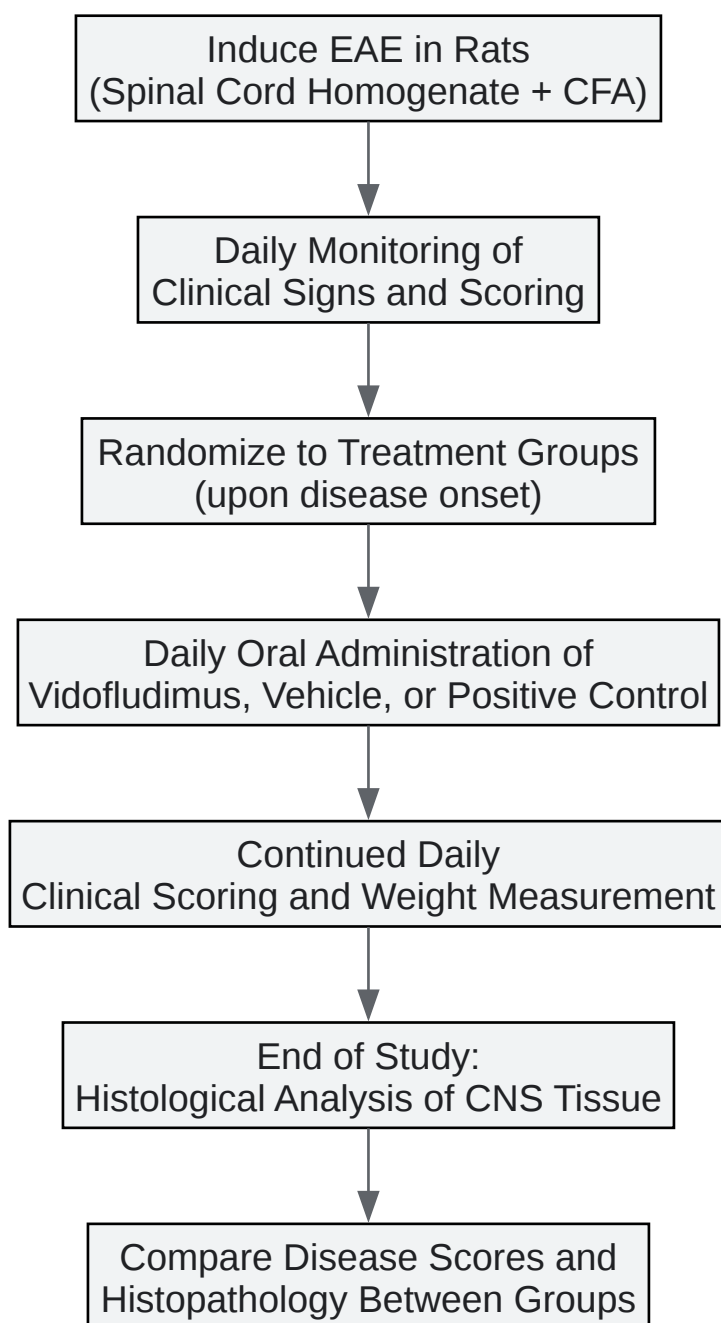 Induce EAE in Rats
(Spinal Cord Homogenate + CFA)
Daily Monitoring of
Clinical Signs and Scoring
Randomize to Treatment Groups
(upon disease onset)
Daily Oral Administration of
Vidofludimus, Vehicle, or Positive Control
Continued Daily
Clinical Scoring and Weight Measurement
End of Study:
Histological Analysis of CNS Tissue
Compare Disease Scores and
Histopathology Between Groups